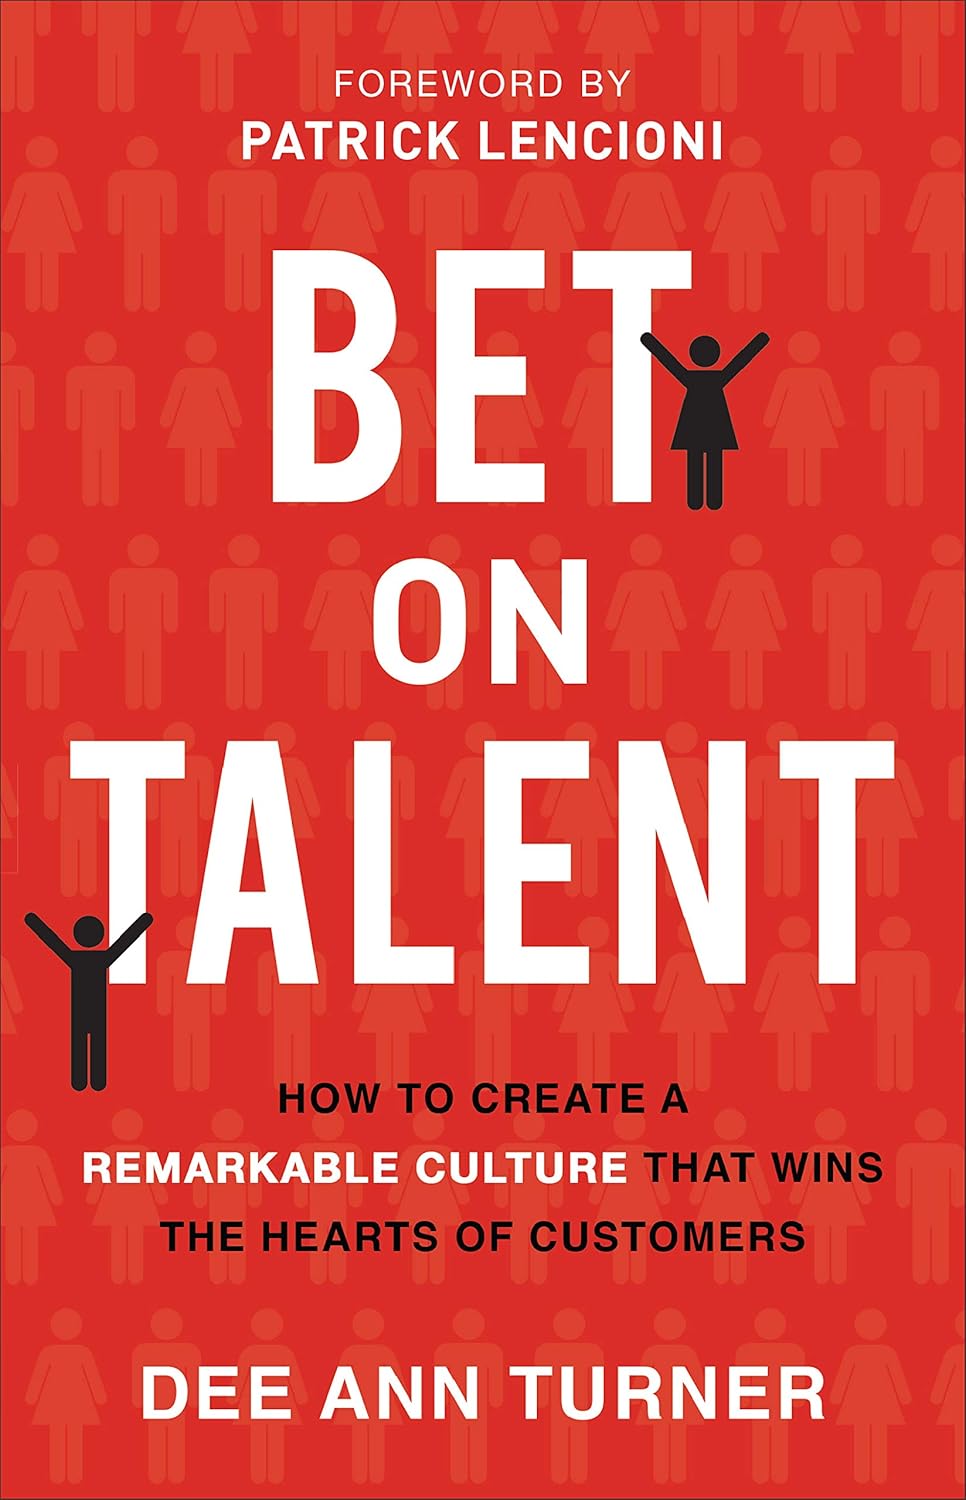 FOREWORD BY
PATRICK LENCIONI
BET
ON
TALENT
HOW TO CREATE A
REMARKABLE CULTURE THAT WINS
THE HEARTS OF CUSTOMERS
DEE ANN TURNER